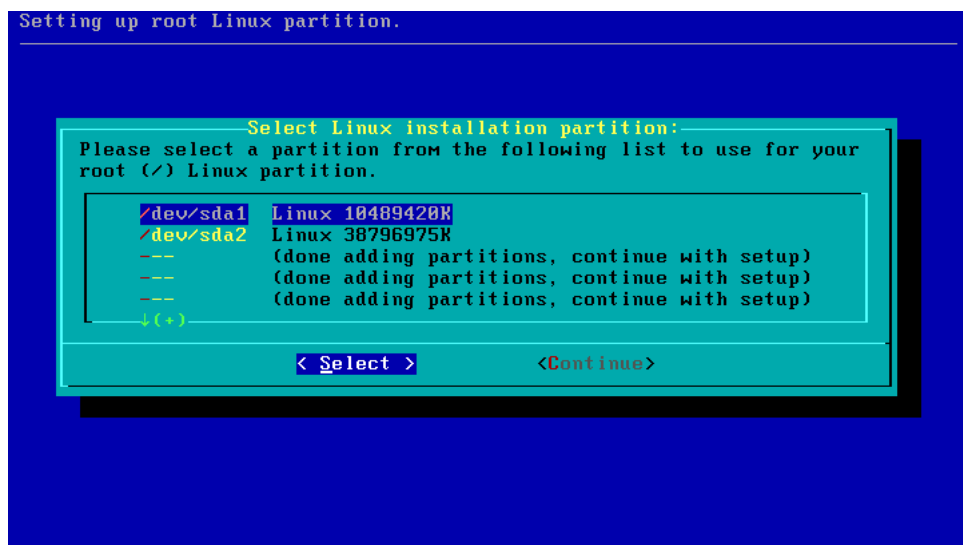 Setting up root Linux partition.
Select Linux installation partition:
Please select a partition from the following list to use for your
root (/) Linux partition.
/dev/sda1 Linux 10489420K
/dev/sda2 Linux 38796975K
--- (done adding partitions, continue with setup)
--- (done adding partitions, continue with setup)
--- (done adding partitions, continue with setup)
↓(+)
< Select > <Continue>